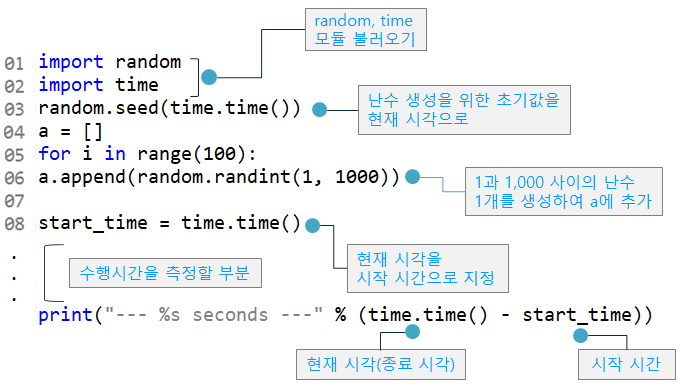 random, time
모듈 불러오기
01 import random
02 import time
03 random.seed(time.time())
난수 생성을 위한 초기값을
현재 시각으로
04 a = []
05 for i in range(100):
06 a.append(random.randint(1, 1000))
1과 1,000 사이의 난수
1개를 생성하여 a에 추가
07
08 start_time = time.time()
현재 시각을
시작 시간으로 지정
.
.
.
수행시간을 측정할 부분
print("--- %s seconds ---" % (time.time() - start_time))
현재 시각(종료 시각)
시작 시간